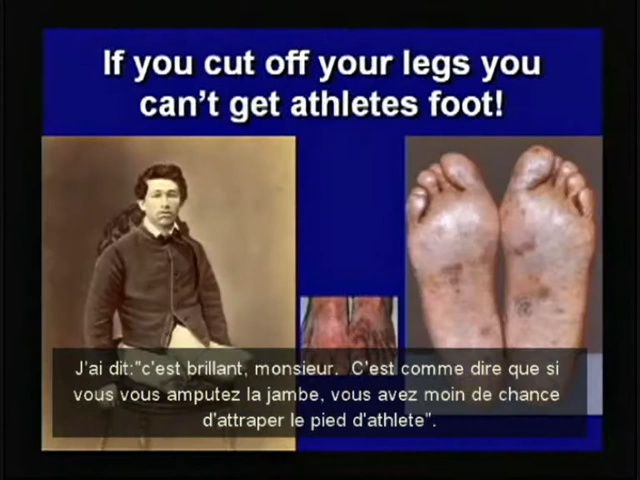 If you cut off your legs you
can't get athletes foot!
J'ai dit:"c'est brillant, monsieur.  C'est comme dire que si
vous vous amputez la jambe, vous avez moin de chance
d'attraper le pied d'athlete".